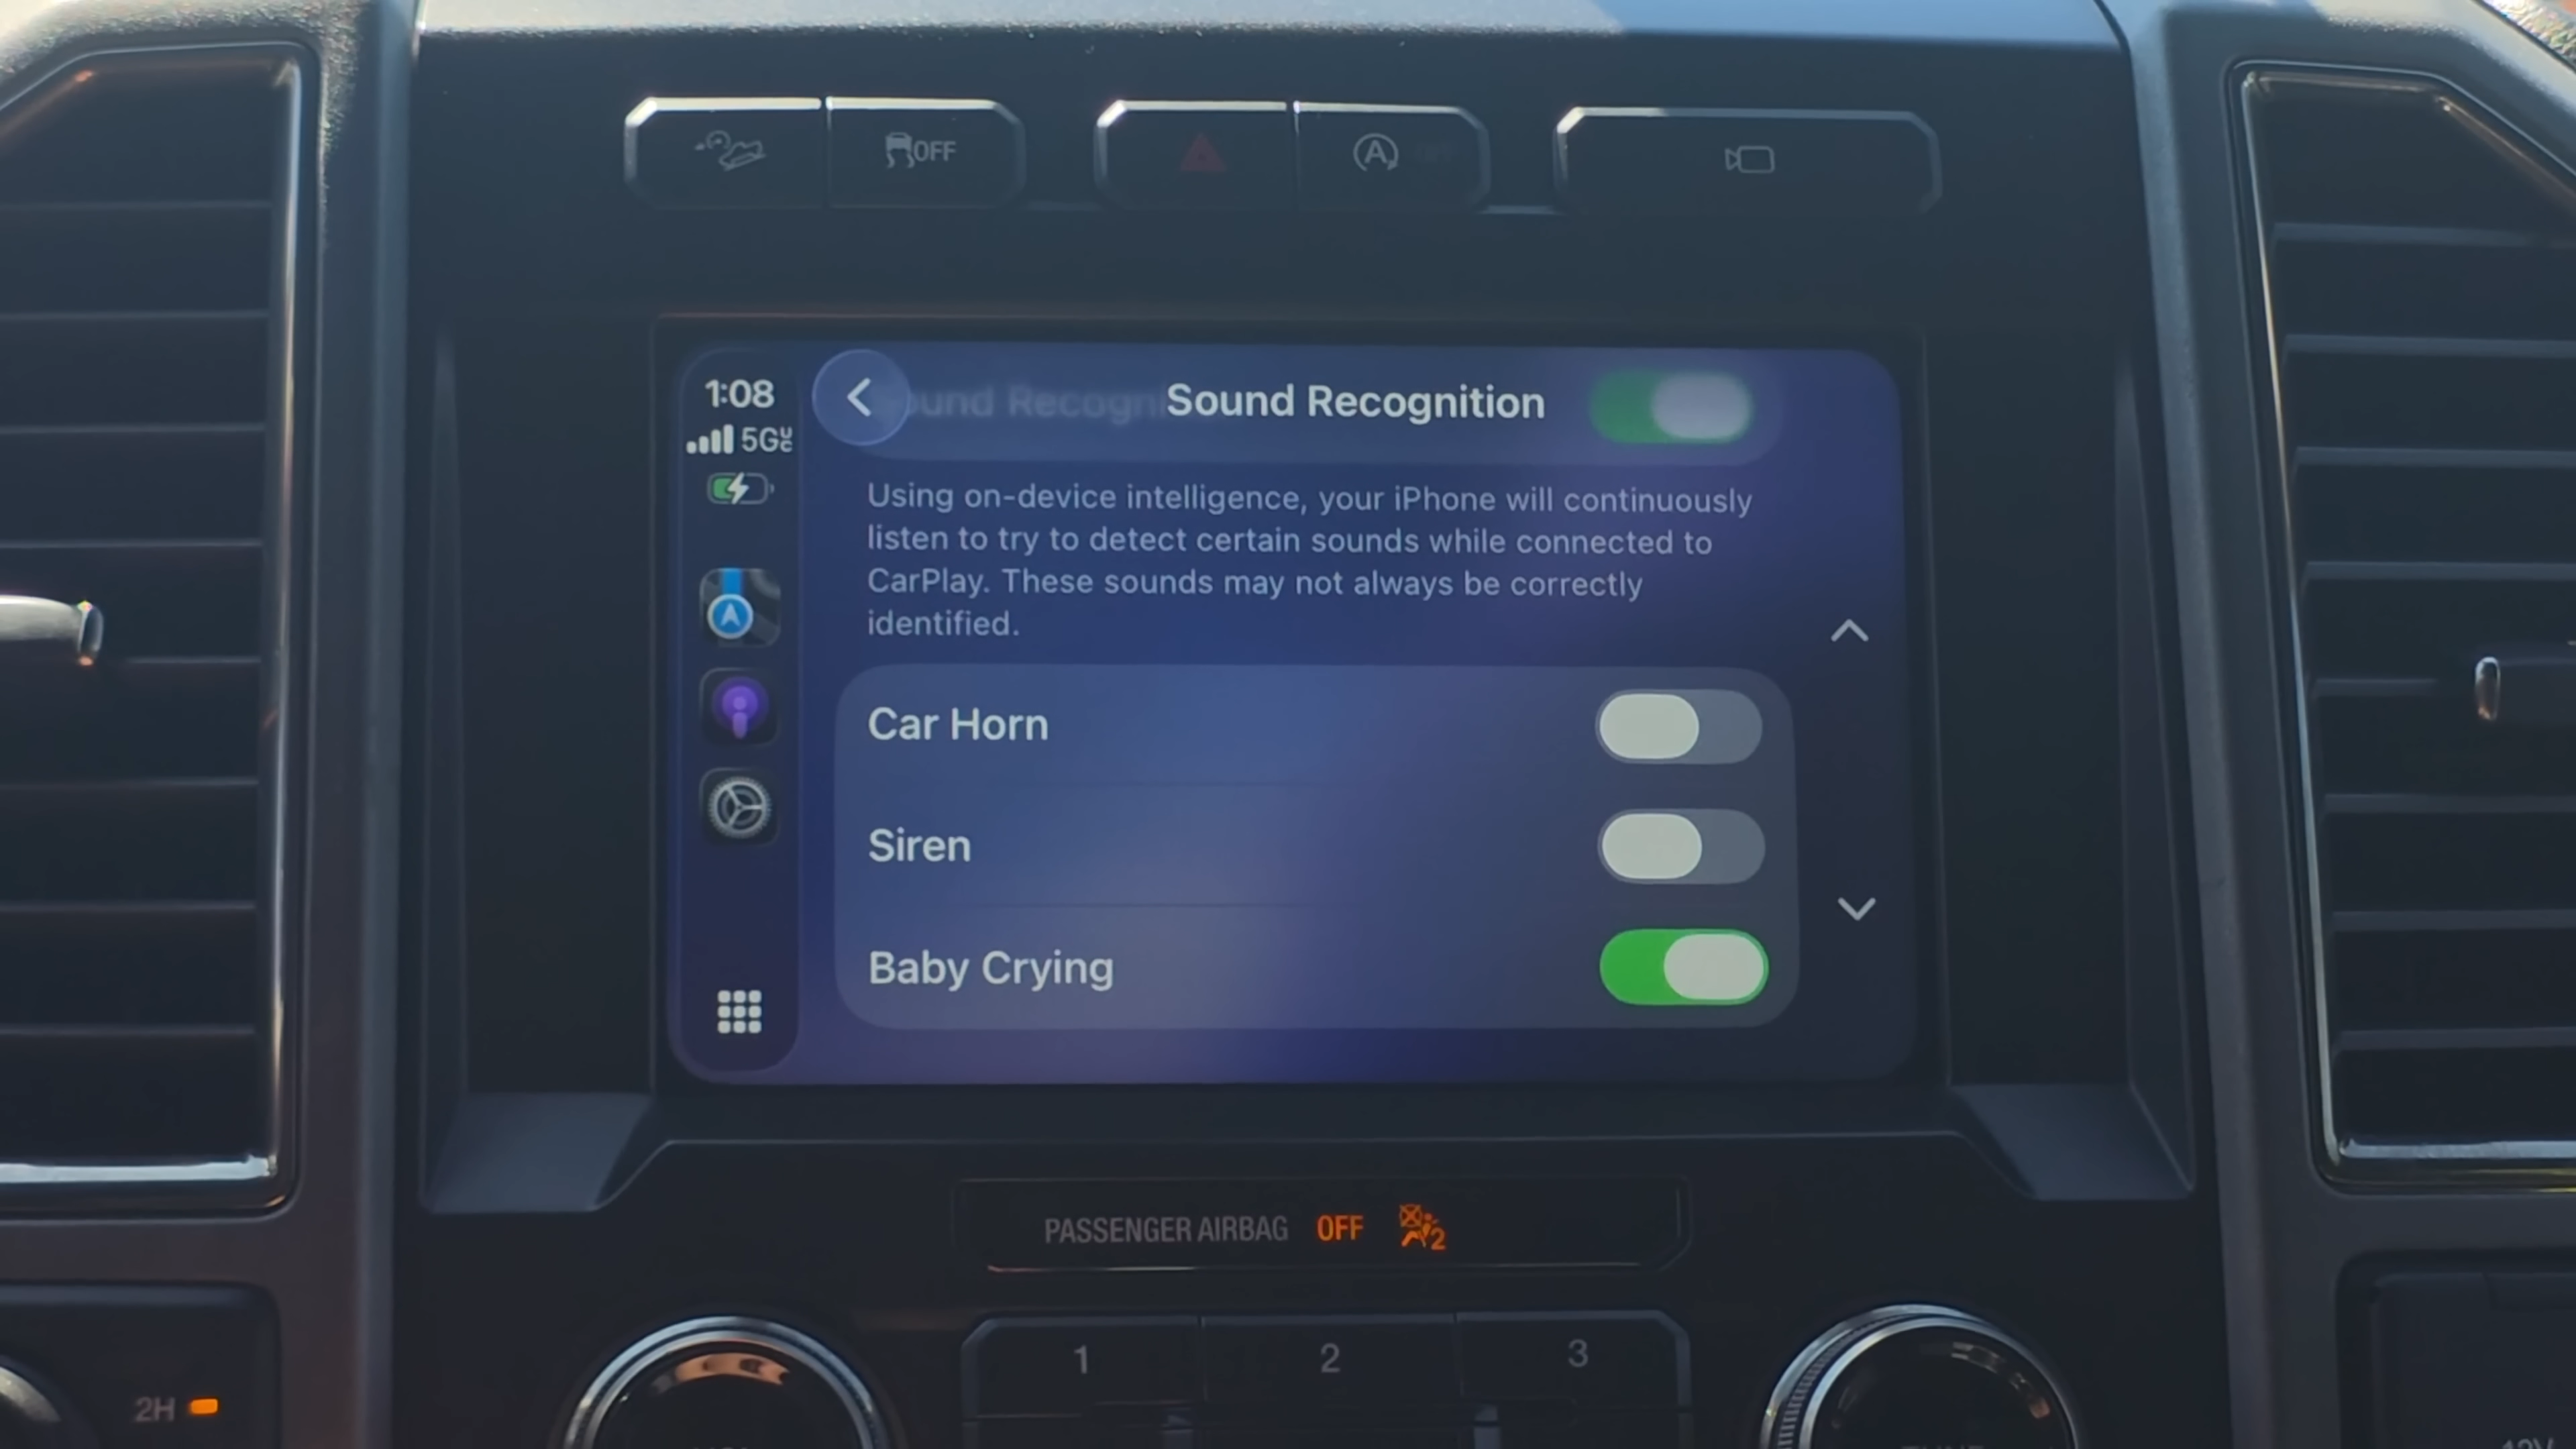 OFF
A
1:08
Sound Recognition
5G UC
Using on-device intelligence, your iPhone will continuously
listen to try to detect certain sounds while connected to
CarPlay. These sounds may not always be correctly
identified.
Car Horn
Siren
Baby Crying
PASSENGER AIRBAG OFF 2
1 2 3
2H